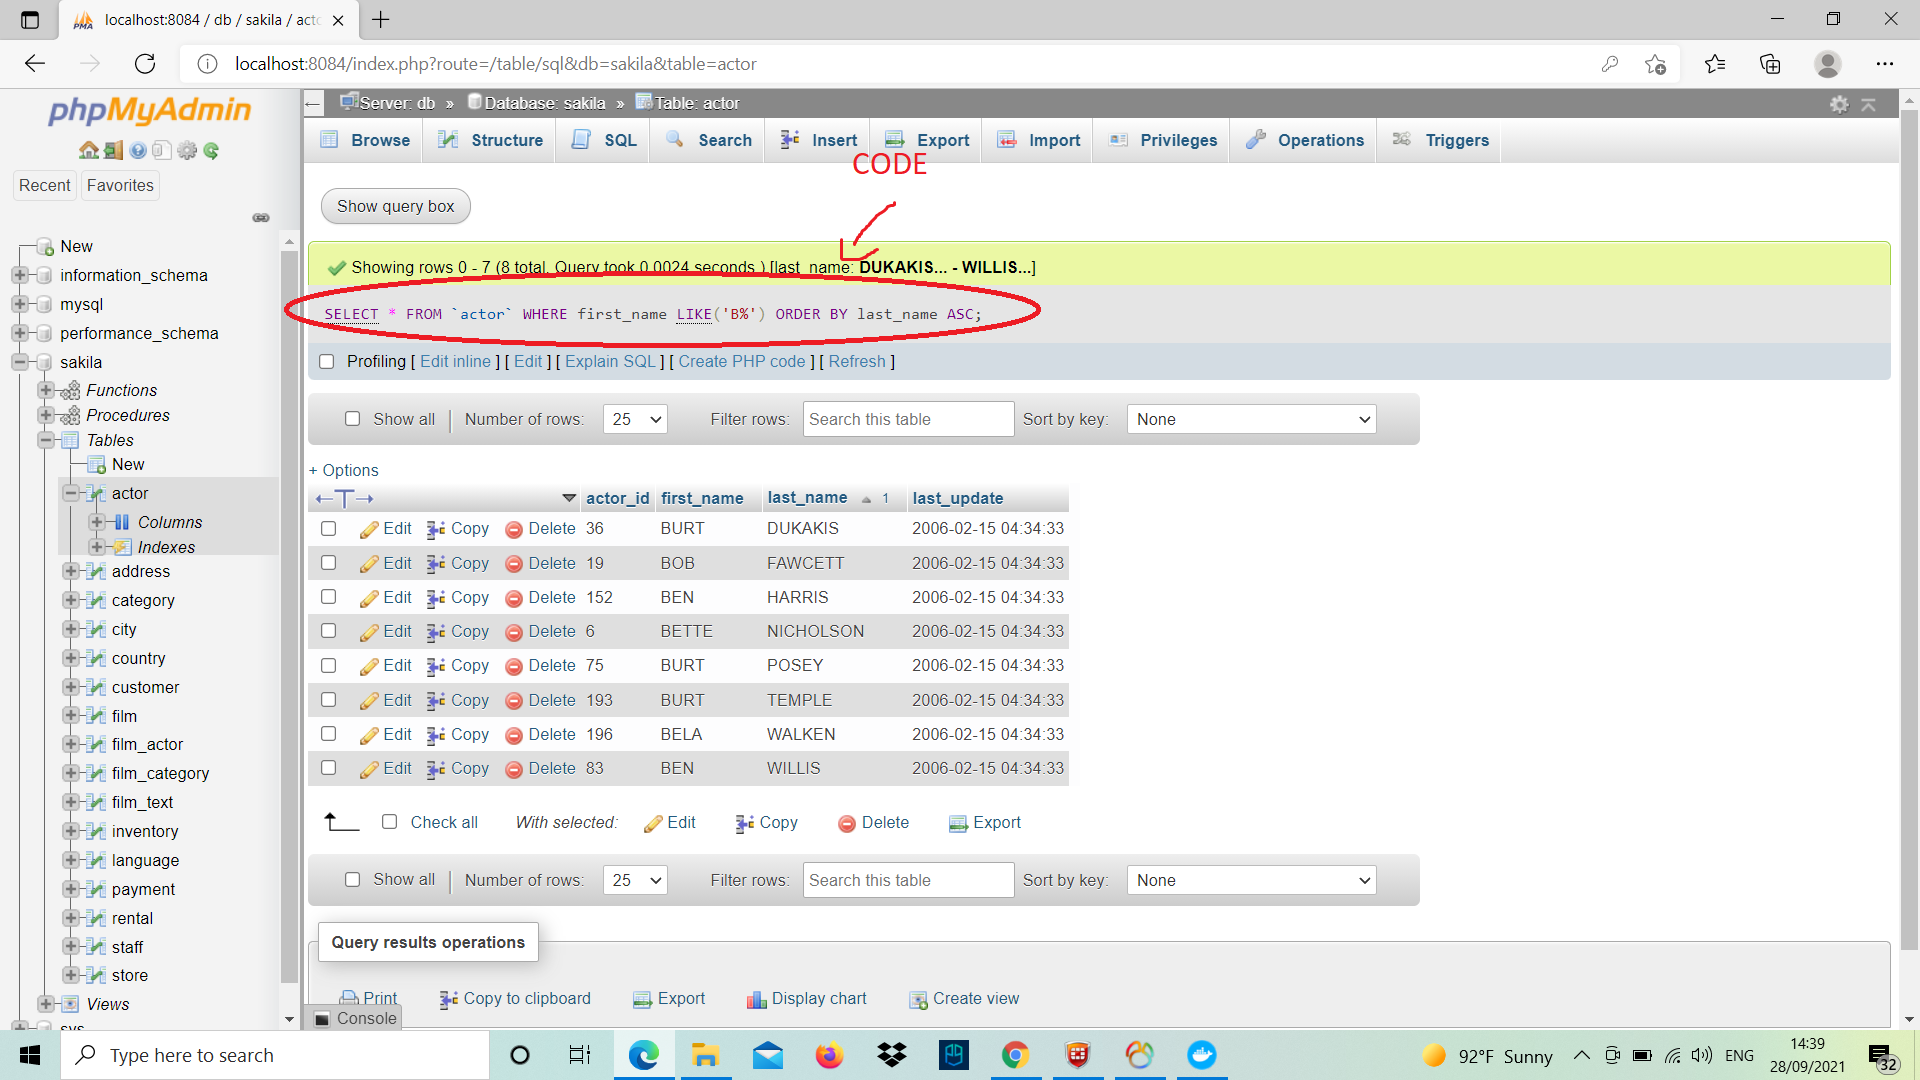 localhost:8084 / db / sakila / acto
localhost:8084/index.php?route=/table/sql&db=sakila&table=actor
phpMyAdmin
Recent Favorites
New
information_schema
mysql
performance_schema
sakila
Functions
Procedures
Tables
New
actor
Columns
Indexes
address
category
city
country
customer
film
film_actor
film_category
film_text
inventory
language
payment
rental
staff
store
Views
sys
Server: db » Database: sakila » Table: actor
Browse Structure SQL Search Insert Export Import Privileges Operations Triggers
CODE
Show query box
Showing rows 0 - 7 (8 total, Query took 0.0024 seconds.) [last_name: DUKAKIS... - WILLIS...]
SELECT * FROM `actor` WHERE first_name LIKE('B%') ORDER BY last_name ASC;
Profiling [ Edit inline ] [ Edit ] [ Explain SQL ] [ Create PHP code ] [ Refresh ]
Show all Number of rows: 25 Filter rows: Search this table Sort by key: None
+ Options
actor_id first_name last_name 1 last_update
Edit Copy Delete 36 BURT DUKAKIS 2006-02-15 04:34:33
Edit Copy Delete 19 BOB FAWCETT 2006-02-15 04:34:33
Edit Copy Delete 152 BEN HARRIS 2006-02-15 04:34:33
Edit Copy Delete 6 BETTE NICHOLSON 2006-02-15 04:34:33
Edit Copy Delete 75 BURT POSEY 2006-02-15 04:34:33
Edit Copy Delete 193 BURT TEMPLE 2006-02-15 04:34:33
Edit Copy Delete 196 BELA WALKEN 2006-02-15 04:34:33
Edit Copy Delete 83 BEN WILLIS 2006-02-15 04:34:33
Check all With selected: Edit Copy Delete Export
Show all Number of rows: 25 Filter rows: Search this table Sort by key: None
Query results operations
Print Copy to clipboard Export Display chart Create view
Console
Type here to search
92°F Sunny ENG
14:39
28/09/2021
32